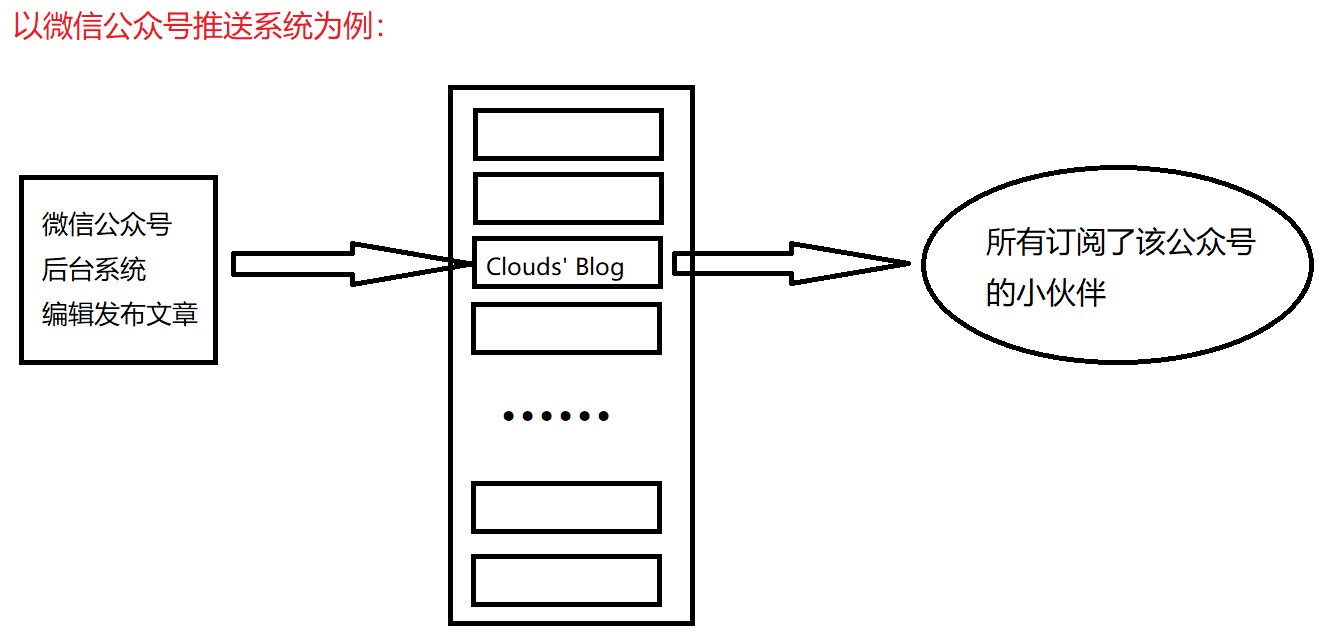 以微信公众号推送系统为例：
微信公众号
后台系统
编辑发布文章
Clouds' Blog
······
所有订阅了该公众号
的小伙伴